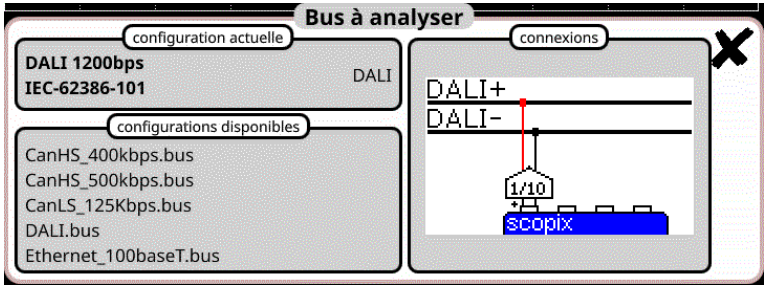 Bus à analyser
configuration actuelle
DALI 1200bps
IEC-62386-101
DALI
configurations disponibles
CanHS_400kbps.bus
CanHS_500kbps.bus
CanLS_125Kbps.bus
DALI.bus
Ethernet_100baseT.bus
connexions
DALI+
DALI-
1/10
+ -
scopix